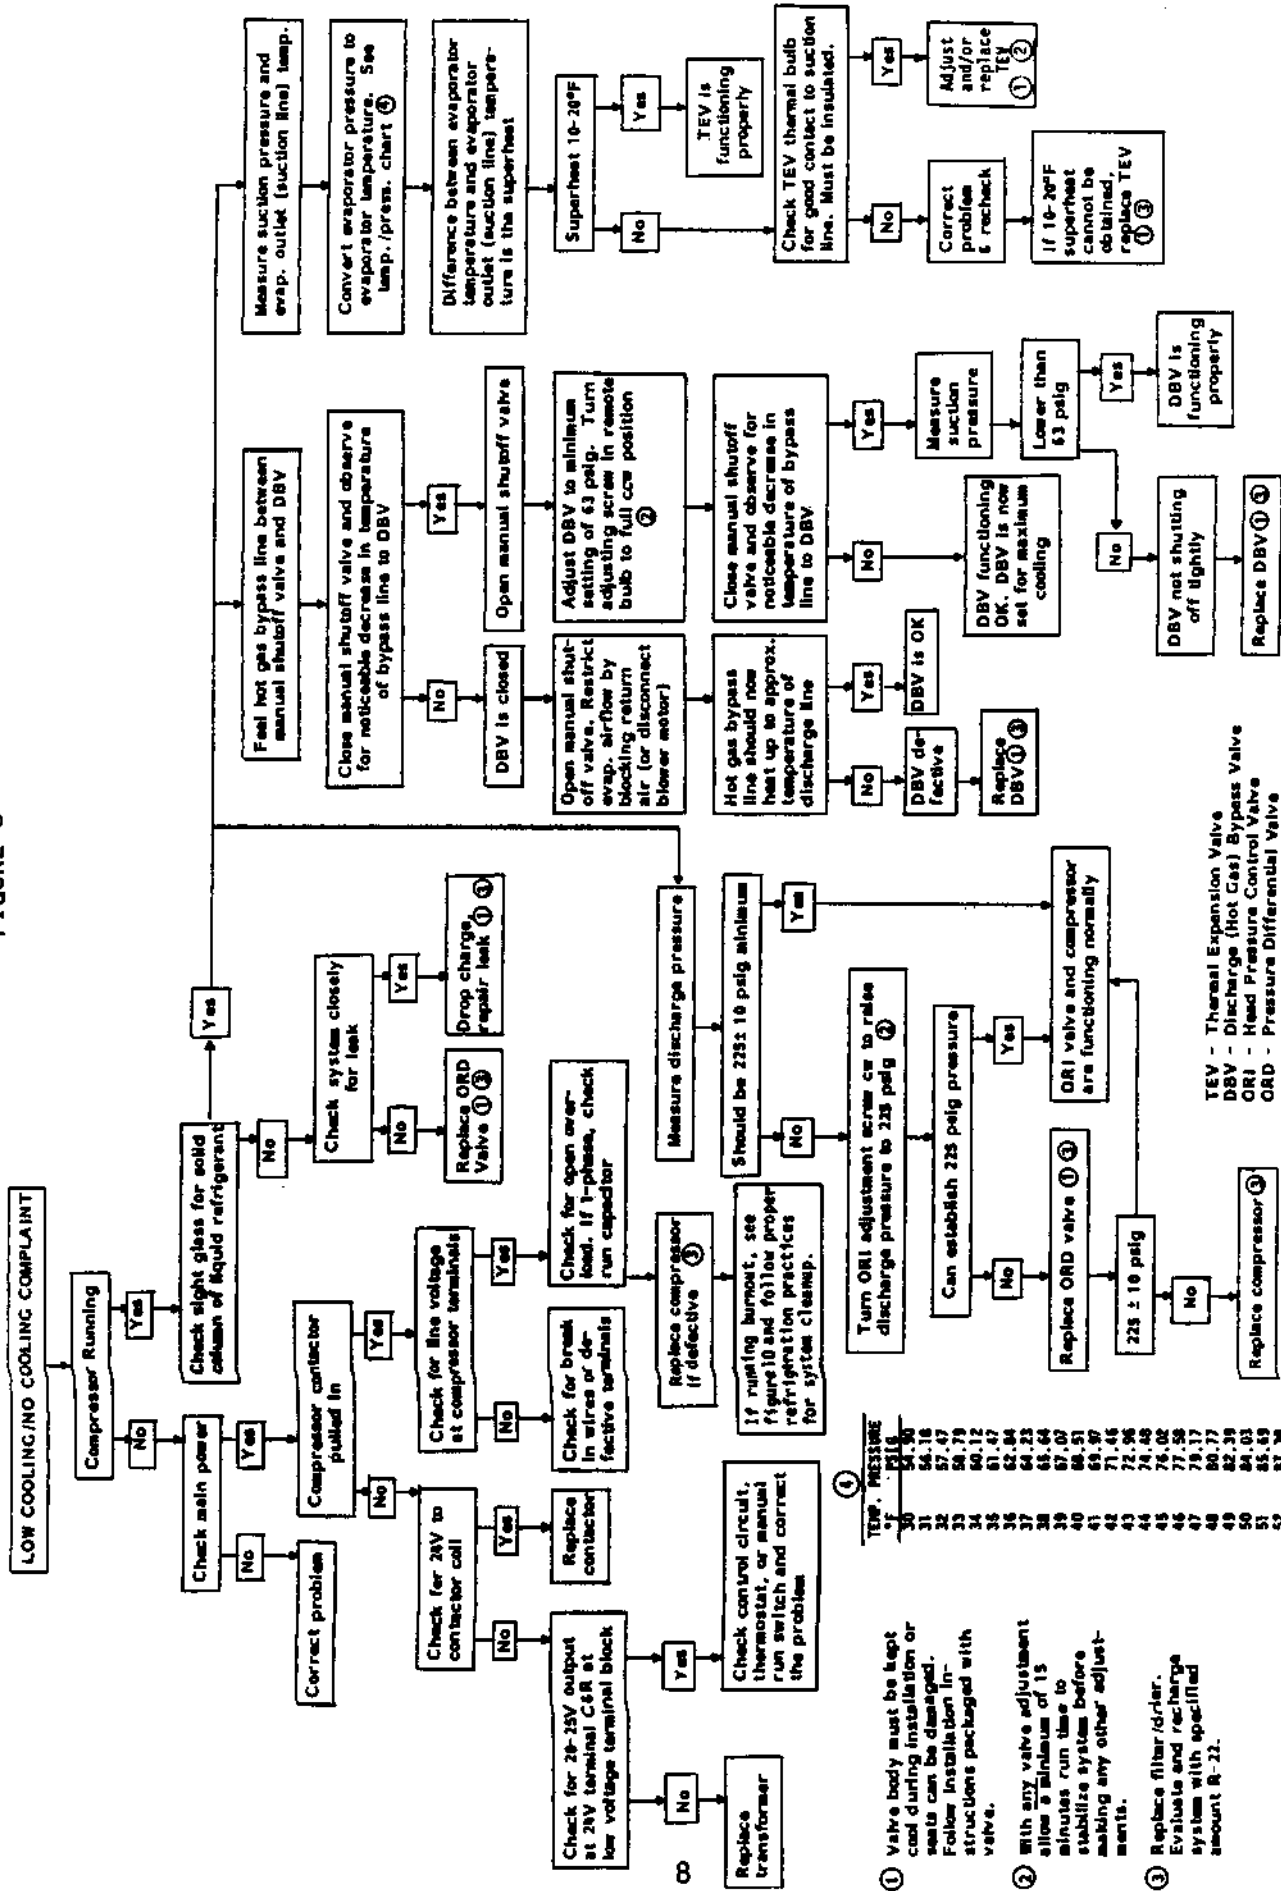 FIGURE
LOW COOLING/NO COOLING COMPLAINT
Compressor Running
No
Yes
Check main power
No
Yes
Correct problem
Compressor contactor
pulled in
No
Yes
Check for 24V to
contactor coil
No
Yes
Replace
contactor
Check for 20-25V output
at 24V terminal C&R at
low voltage terminal block
No
Yes
Replace
transformer
Check control circuit,
thermostat, or manual
run switch and correct
the problem
Check for line voltage
at compressor terminals
No
Yes
Check for break
in wires or de-
fective terminals
Check for open over-
load. If 1-phase, check
run capacitor
Replace compressor
if defective ③
If running burnout, see
figure 10 and follow proper
refrigeration practices
for system cleanup.
Check sight glass for solid
column of liquid refrigerant
No
Yes
Check system closely
for leak
No
Yes
Replace ORD
Valve ① ③
Drop charge,
repair leak ① ③
Measure discharge pressure
Should be 225± 10 psig minimum
No
Yes
Turn ORI adjustment screw cw to raise
discharge pressure to 225 psig ②
Can establish 225 psig pressure
No
Yes
Replace ORD valve ① ③
ORI valve and compressor
are functioning normally
225 ± 10 psig
No
Replace compressor ③
Feel hot gas bypass line between
manual shutoff valve and DBV
Close manual shutoff valve and observe
for noticeable decrease in temperature
of bypass line to DBV
No
Yes
DBV is closed
Open manual shut-
off valve. Restrict
evap. airflow by
blocking return
air (or disconnect
blower motor)
Hot gas bypass
line should now
heat up to approx.
temperature of
discharge line
No
Yes
DBV de-
fective
DBV is OK
Replace
DBV ① ③
Open manual shutoff valve
Adjust DBV to minimum
setting of 63 psig. Turn
adjusting screw in remote
bulb to full ccw position
②
Close manual shutoff
valve and observe for
noticeable decrease in
temperature of bypass
line to DBV.
No
Yes
DBV functioning
OK. DBV is now
set for maximum
cooling
Measure
suction
pressure
Lower than
63 psig
No
Yes
DBV not shutting
off tightly
DBV is
functioning
properly
Replace DBV ① ③
Measure suction pressure and
evap. outlet (suction line) temp.
Convert evaporator pressure to
evaporator temperature. See
temp./press. chart ④
Difference between evaporator
temperature and evaporator
outlet (suction line) tempera-
ture is the superheat
Superheat 10-20°F
No
Yes
TEV is
functioning
properly
Check TEV thermal bulb
for good contact to suction
line. Must be insulated.
No
Yes
Correct
problem
& recheck
Adjust
and/or
replace
TEV
① ②
If 10-20°F
superheat
cannot be
obtained,
replace TEV
① ③
8
① Valve body must be kept
cool during installation or
seats can be damaged.
Follow installation in-
structions packaged with
valve.
② With any valve adjustment
allow a minimum of 15
minutes run time to
stabilize system before
making any other adjust-
ments.
③ Replace filter/drier.
Evaluate and recharge
system with specified
amount R-22.
④
TEMP. PRESSURE
°F PSIG
30 54.90
31 56.18
32 57.47
33 58.79
34 60.12
35 61.47
36 62.84
37 64.23
38 65.64
39 67.07
40 68.51
41 69.97
42 71.46
43 72.96
44 74.48
45 76.02
46 77.58
47 79.17
48 80.77
49 82.39
50 84.03
51 85.69
TEV - Thermal Expansion Valve
DBV - Discharge (Hot Gas) Bypass Valve
ORI - Head Pressure Control Valve
ORD - Pressure Differential Valve